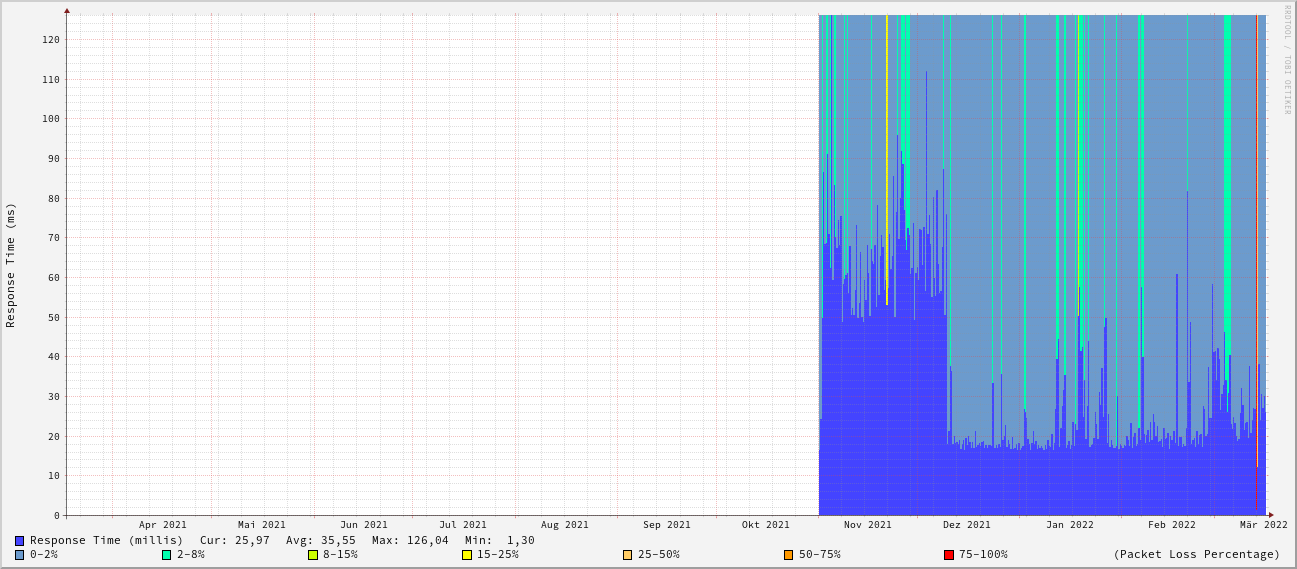 RRDTOOL / TOBI OETIKER
Response Time (ms)
120
110
100
90
80
70
60
50
40
30
20
10
0
Apr 2021 Mai 2021 Jun 2021 Jul 2021 Aug 2021 Sep 2021 Okt 2021 Nov 2021 Dez 2021 Jan 2022 Feb 2022 Mär 2022
Response Time (millis) Cur: 25,97 Avg: 35,55 Max: 126,04 Min: 1,30
0-2% 2-8% 8-15% 15-25% 25-50% 50-75% 75-100% (Packet Loss Percentage)